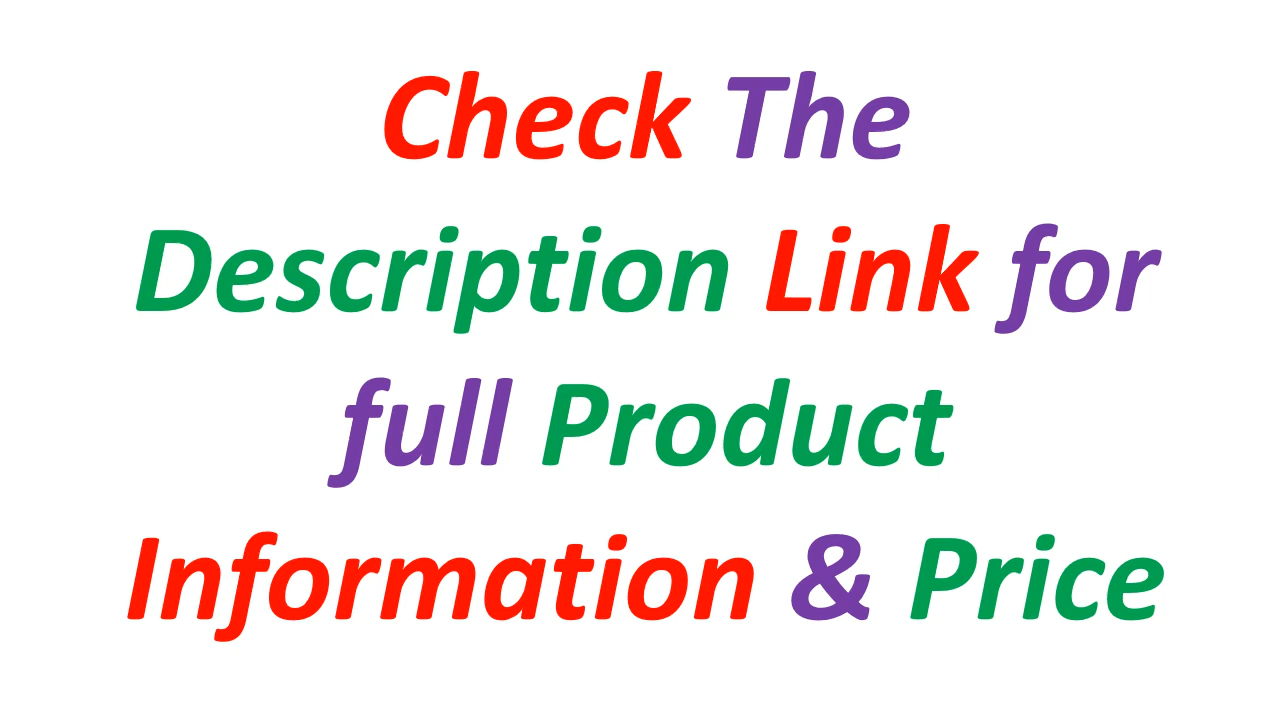 Check The
Description Link for
full Product
Information & Price